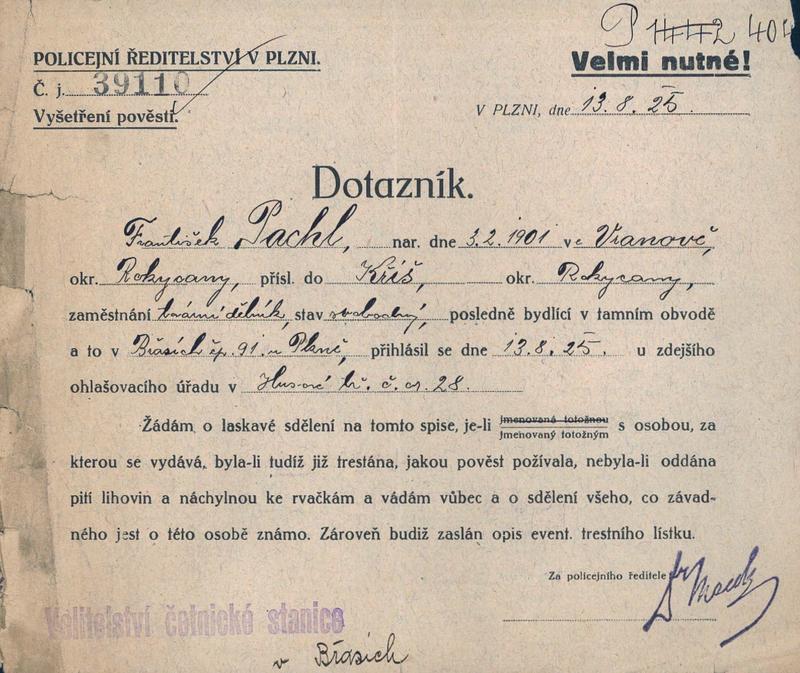 P 1442 404
POLICEJNÍ ŘEDITELSTVÍ V PLZNI.
Velmi nutné!
Č. j. 39110
V PLZNI, dne 13. 8. 25.
Vyšetření pověsti.
Dotazník.
František Pachl, nar. dne 3. 2. 1901 ve Vranově,
okr. Rokycany, přísl. do Kříš, okr. Rokycany,
zaměstnání dělník, stav svobodný, posledně bydlící v tamním obvodě
a to v Břasích čp. 91. u Plzně, přihlásil se dne 13. 8. 25. u zdejšího
ohlašovacího úřadu v Husově tř. č. 28.
Žádám o laskavé sdělení na tomto spise, je-li jmenovaná totožnou
jmenovaný totožným s osobou, za
kterou se vydává, byla-li tudíž již trestána, jakou pověst požívala, nebyla-li oddána
pití lihovin a náchylnou ke rvačkám a vádám vůbec a o sdělení všeho, co závad-
ného jest o této osobě známo. Zároveň budiž zaslán opis event. trestního lístku.
Za policejního ředitele
Velitelství četnické stanice
v Břasích